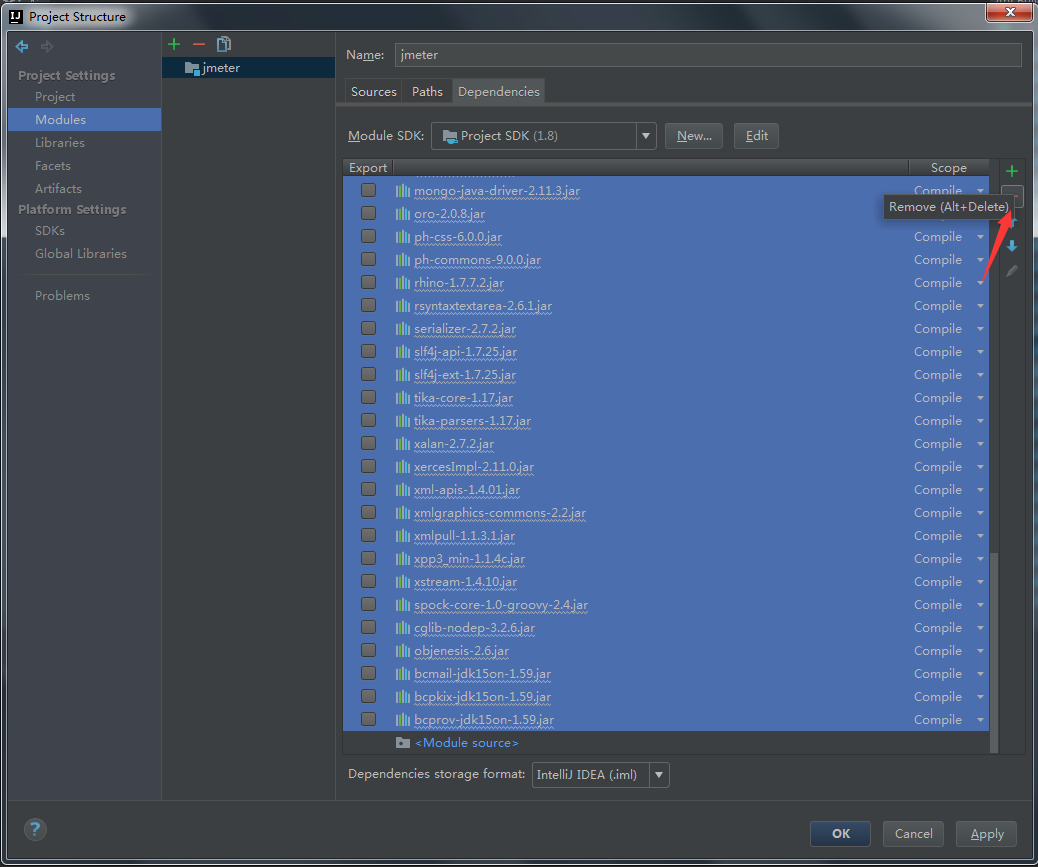 Project Structure
Project Settings
Project
Modules
Libraries
Facets
Artifacts
Platform Settings
SDKs
Global Libraries
Problems
jmeter
Name: jmeter
Sources Paths Dependencies
Module SDK: Project SDK (1.8) New... Edit
Export Scope
mongo-java-driver-2.11.3.jar Compile
Remove (Alt+Delete)
oro-2.0.8.jar
ph-css-6.0.0.jar Compile
ph-commons-9.0.0.jar Compile
rhino-1.7.7.2.jar Compile
rsyntaxtextarea-2.6.1.jar Compile
serializer-2.7.2.jar Compile
slf4j-api-1.7.25.jar Compile
slf4j-ext-1.7.25.jar Compile
tika-core-1.17.jar Compile
tika-parsers-1.17.jar Compile
xalan-2.7.2.jar Compile
xercesImpl-2.11.0.jar Compile
xml-apis-1.4.01.jar Compile
xmlgraphics-commons-2.2.jar Compile
xmlpull-1.1.3.1.jar Compile
xpp3_min-1.1.4c.jar Compile
xstream-1.4.10.jar Compile
spock-core-1.0-groovy-2.4.jar Compile
cglib-nodep-3.2.6.jar Compile
objenesis-2.6.jar Compile
bcmail-jdk15on-1.59.jar Compile
bcpkix-jdk15on-1.59.jar Compile
bcprov-jdk15on-1.59.jar Compile
<Module source>
Dependencies storage format: IntelliJ IDEA (.iml)
? OK Cancel Apply